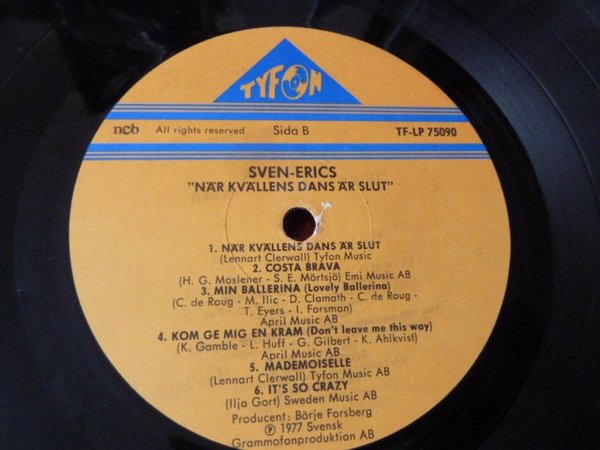 TYFON
ncb All rights reserved Sida B TF-LP 75090
SVEN-ERICS
"NÄR KVÄLLENS DANS ÄR SLUT"
1. NÄR KVÄLLENS DANS ÄR SLUT
(Lennart Clerwall) Tyfon Music
2. COSTA BRAVA
(H. G. Moslener - S. E. Mörtsjö) Emi Music AB
3. MIN BALLERINA (Lovely Ballerina)
(C. de Roug - M. Ilic - D. Clamath - C. de Roug -
T. Eyers - I. Forsman)
April Music AB
4. KOM GE MIG EN KRAM (Don't leave me this way)
(K. Gamble - L. Huff - G. Gilbert - K. Ahlkvist)
April Music AB
5. MADEMOISELLE
(Lennart Clerwall) Tyfon Music
6. IT'S SO CRAZY
(Ilja Gort) Sweden Music AB
Producent: Börje Forsberg
℗ 1977 Svensk
Grammofonproduktion AB